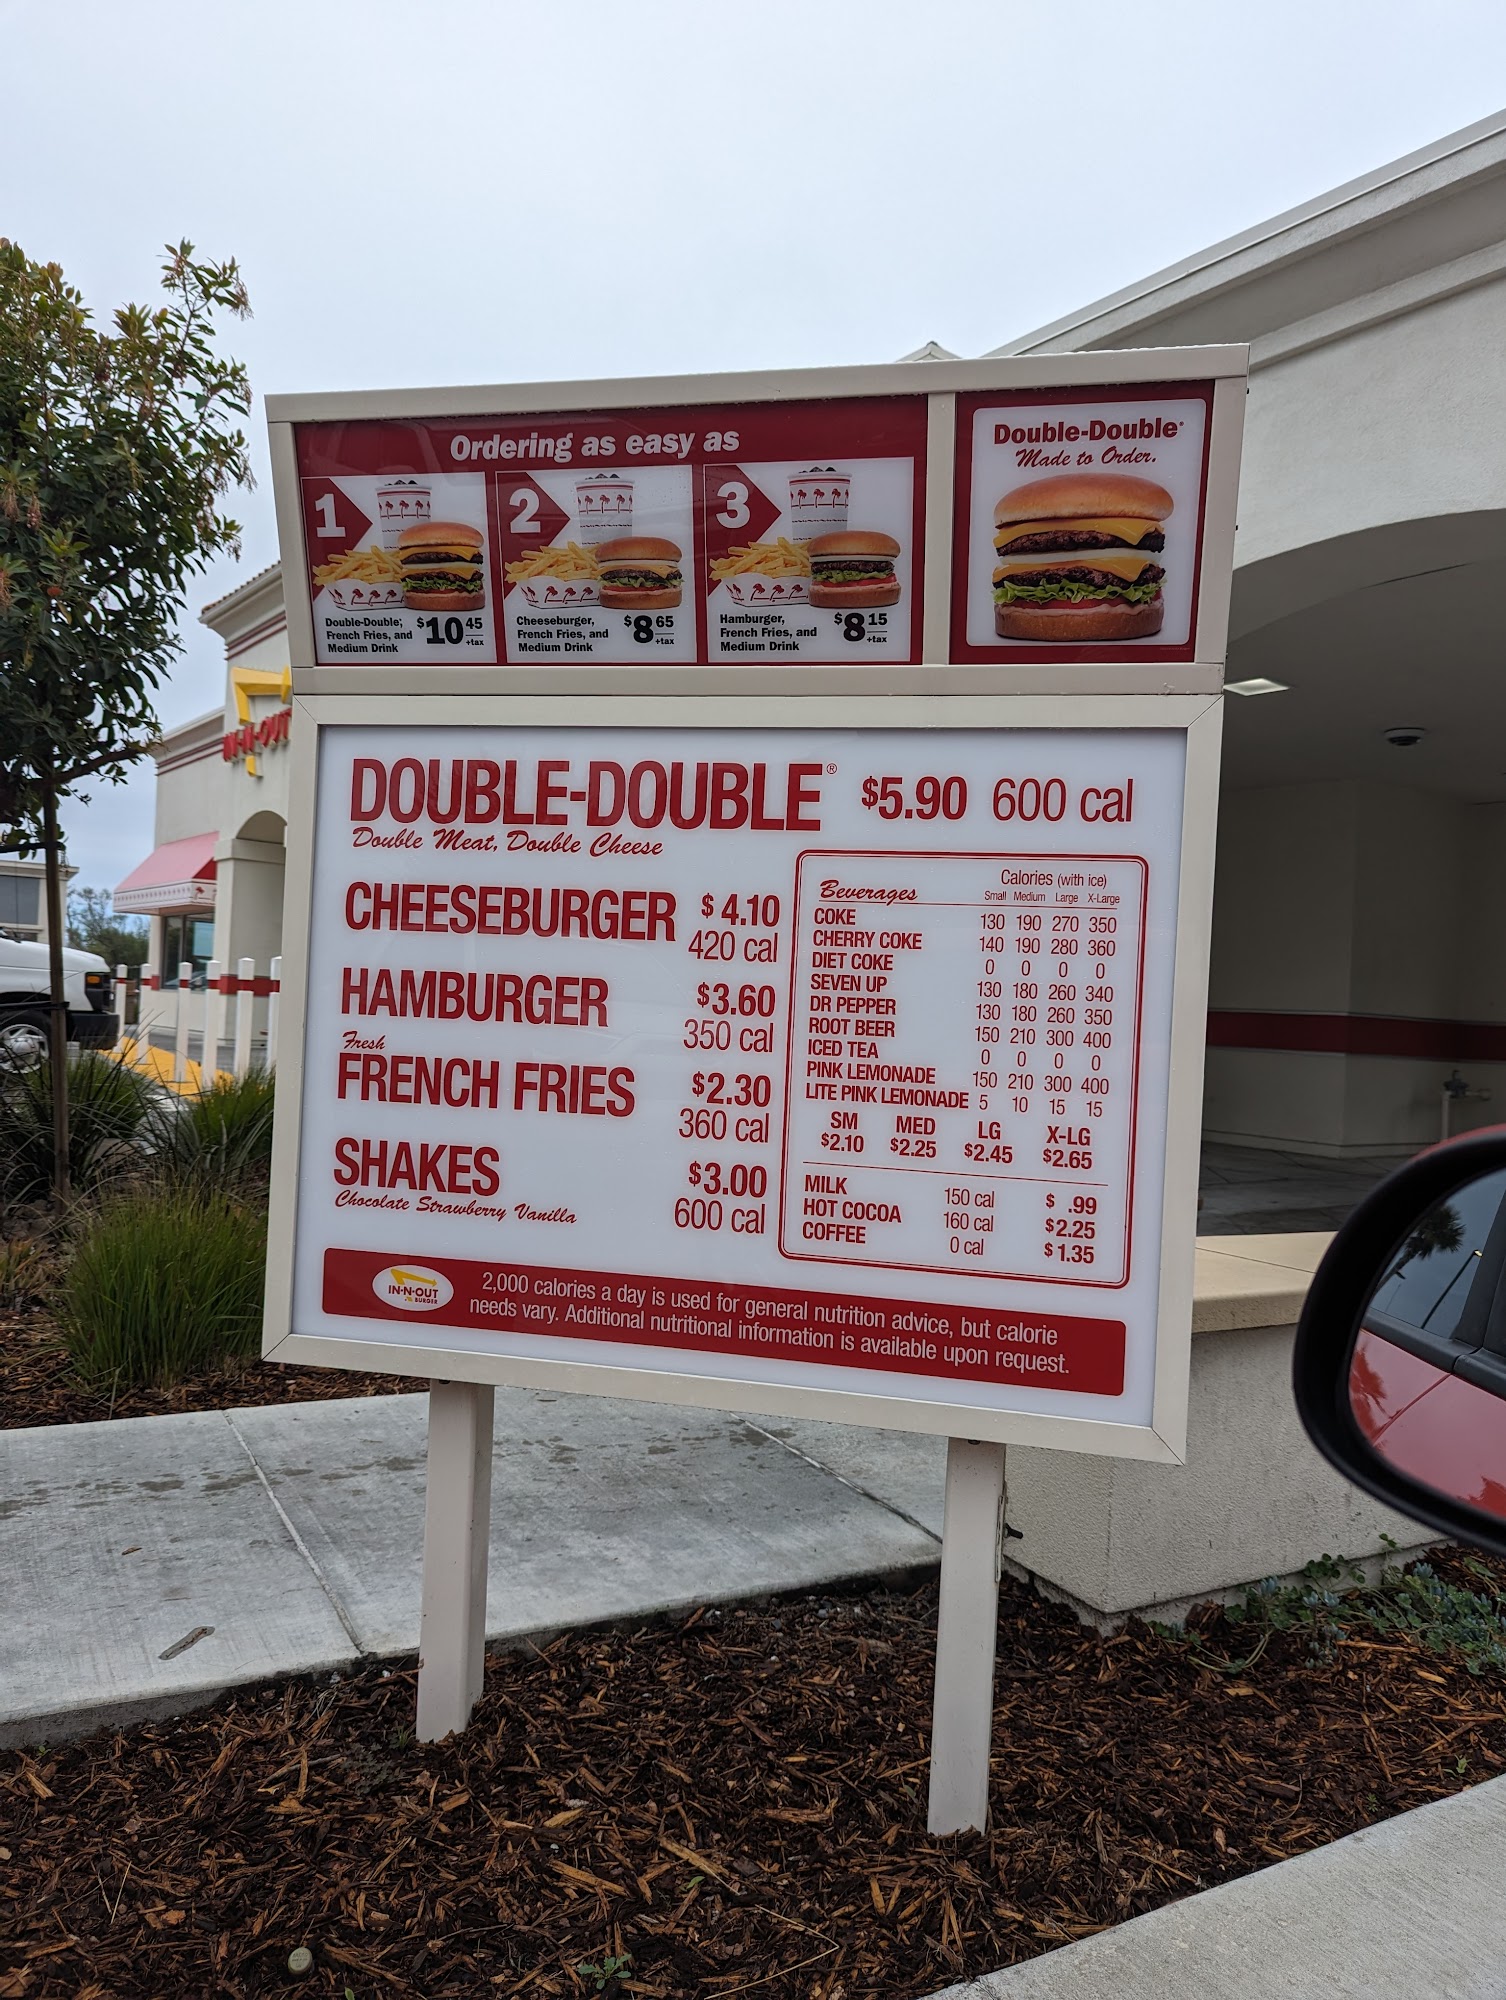 Ordering as easy as
1
Double-Double,
French Fries, and
Medium Drink
$10 45
+tax
2
Cheeseburger,
French Fries, and
Medium Drink
$8 65
+tax
3
Hamburger,
French Fries, and
Medium Drink
$8 15
+tax
Double-Double®
Made to Order.
IN-N-OUT
DOUBLE-DOUBLE® $5.90 600 cal
Double Meat, Double Cheese
CHEESEBURGER $4.10
420 cal
HAMBURGER $3.60
350 cal
Fresh
FRENCH FRIES $2.30
360 cal
SHAKES $3.00
Chocolate Strawberry Vanilla 600 cal
Calories (with ice)
Beverages Small Medium Large X-Large
COKE 130 190 270 350
CHERRY COKE 140 190 280 360
DIET COKE 0 0 0 0
SEVEN UP 130 180 260 340
DR PEPPER 130 180 260 350
ROOT BEER 150 210 300 400
ICED TEA 0 0 0 0
PINK LEMONADE 150 210 300 400
LITE PINK LEMONADE 5 10 15 15
SM MED LG X-LG
$2.10 $2.25 $2.45 $2.65
MILK 150 cal $ .99
HOT COCOA 160 cal $2.25
COFFEE 0 cal $1.35
IN-N-OUT
BURGER
2,000 calories a day is used for general nutrition advice, but calorie
needs vary. Additional nutritional information is available upon request.